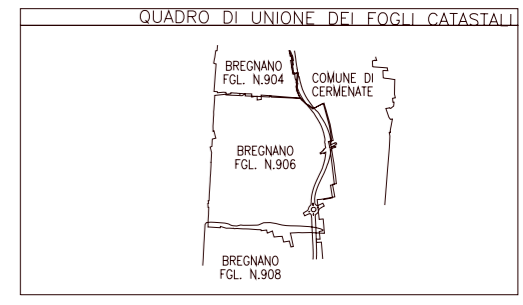 QUADRO DI UNIONE DEI FOGLI CATASTALI
BREGNANO
FGL. N.904
COMUNE DI
CERMENATE
BREGNANO
FGL. N.906
BREGNANO
FGL. N.908